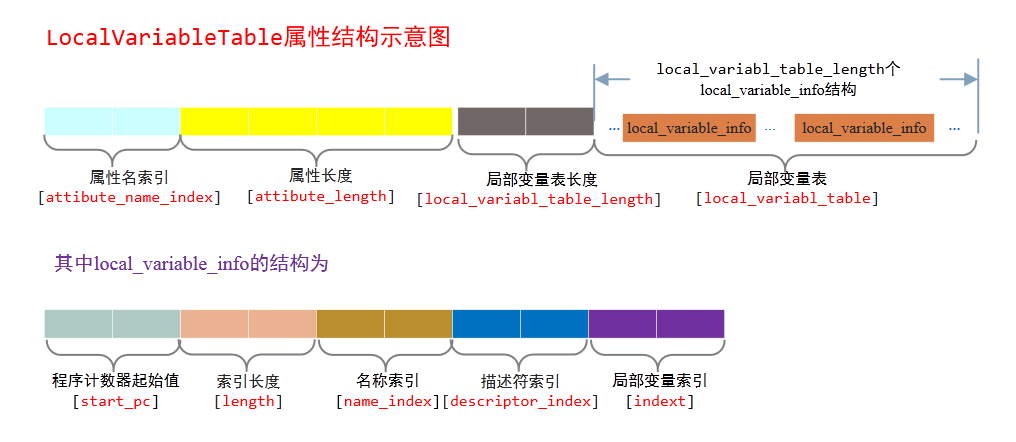 LocalVariableTable属性结构示意图
local_variabl_table_length个
local_variable_info结构
... local_variable_info ... local_variable_info ...
属性名索引 属性长度 局部变量表长度 局部变量表
[attibute_name_index] [attibute_length] [local_variabl_table_length] [local_variabl_table]
其中local_variable_info的结构为
程序计数器起始值 索引长度 名称索引 描述符索引 局部变量索引
[start_pc] [length] [name_index][descriptor_index] [indext]